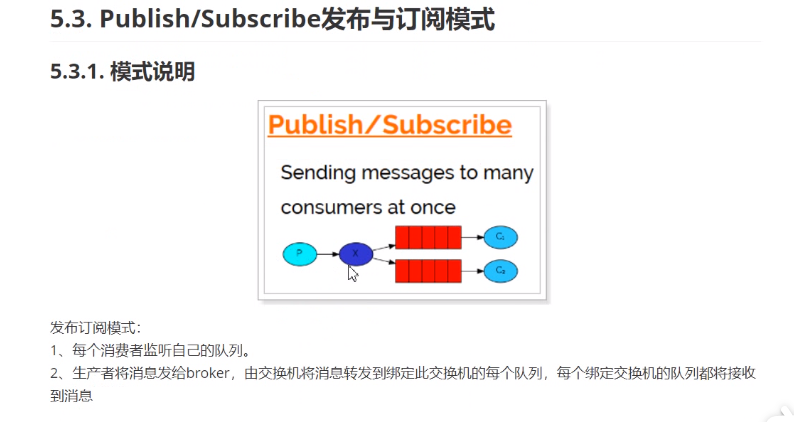 5.3. Publish/Subscribe发布与订阅模式
5.3.1. 模式说明
Publish/Subscribe
Sending messages to many
consumers at once
P
X
C₁
C₂
发布订阅模式：
1、每个消费者监听自己的队列。
2、生产者将消息发给broker，由交换机将消息转发到绑定此交换机的每个队列，每个绑定交换机的队列都将接收
到消息